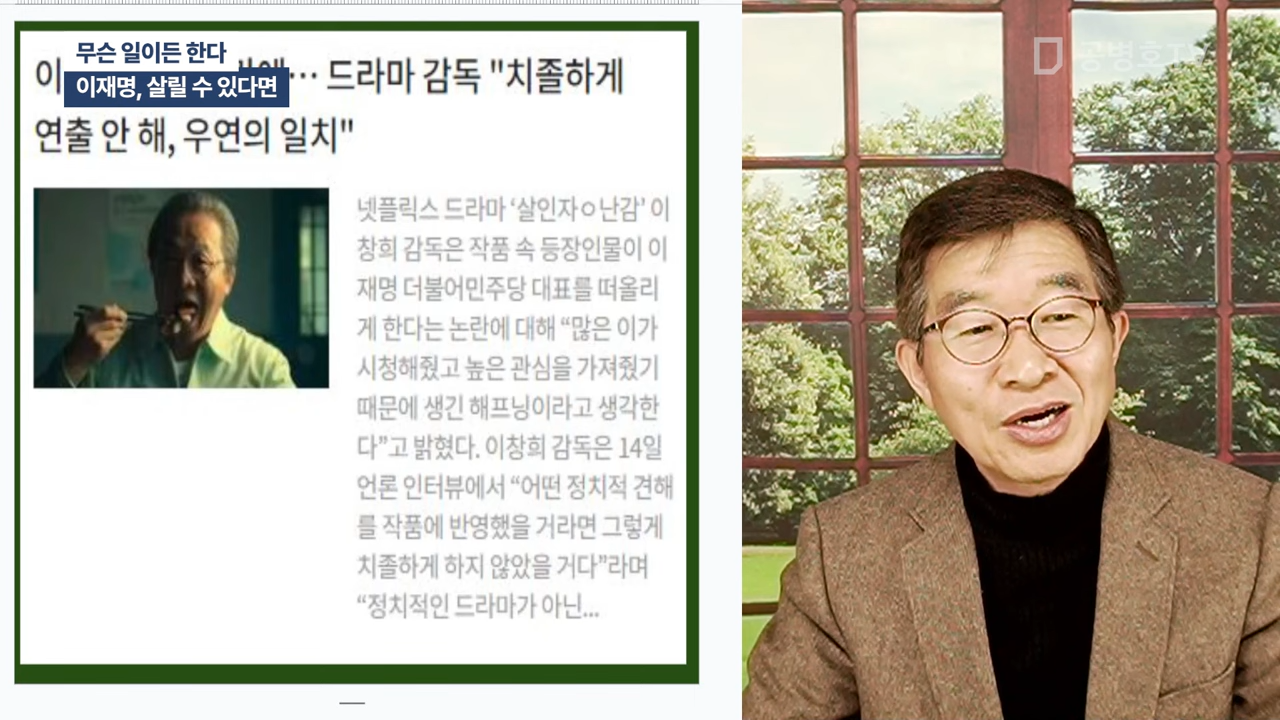 무슨 일이든 한다
이재명, 살릴 수 있다면
이
… 드라마 감독 "치졸하게
연출 안 해, 우연의 일치"
넷플릭스 드라마 ‘살인자ㅇ난감’ 이
창희 감독은 작품 속 등장인물이 이
재명 더불어민주당 대표를 떠올리
게 한다는 논란에 대해 “많은 이가
시청해줬고 높은 관심을 가져줬기
때문에 생긴 해프닝이라고 생각한
다”고 밝혔다. 이창희 감독은 14일
언론 인터뷰에서 “어떤 정치적 견해
를 작품에 반영했을 거라면 그렇게
치졸하게 하지 않았을 거다”라며
“정치적인 드라마가 아닌...
공병호TV